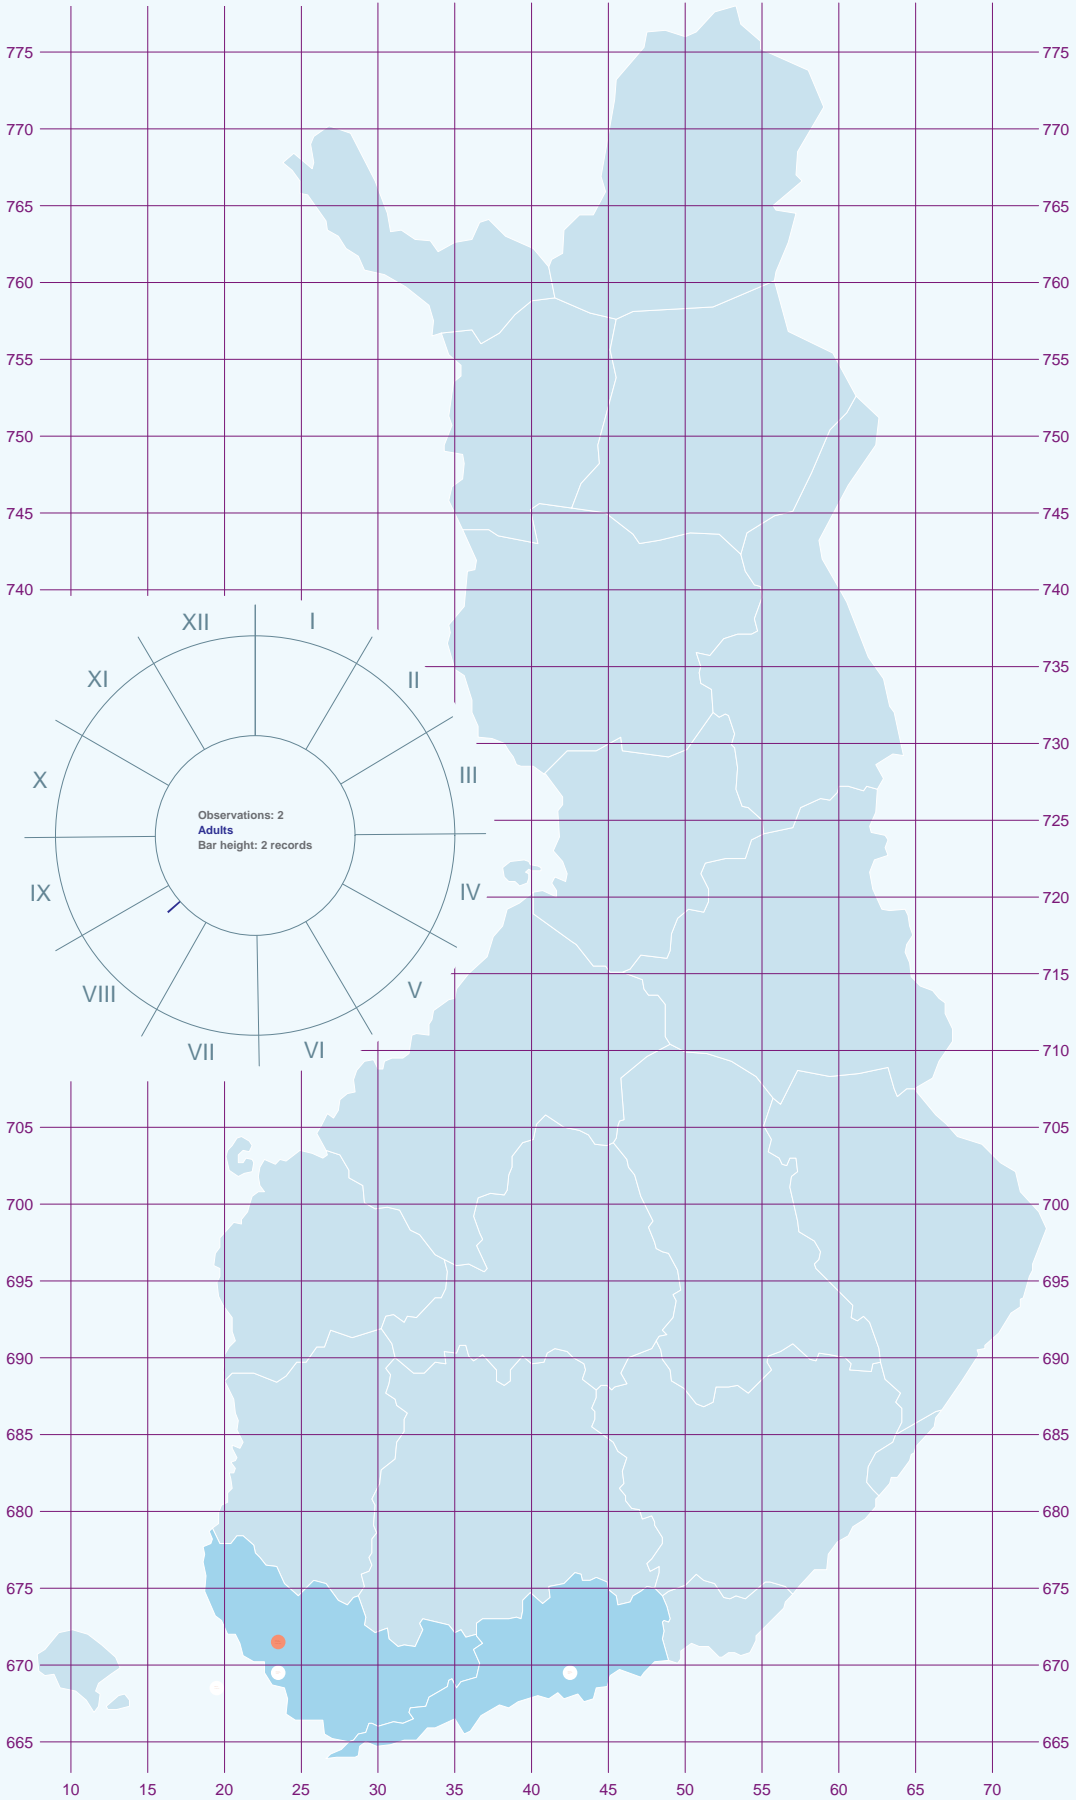 775 775
770 770
765 765
760 760
755 755
750 750
745 745
740 740
XII I
XI II
735
730
X III
725
Observations: 2
Adults
Bar height: 2 records
IX IV
720
VIII V
715
VII VI
710
705 705
700 700
695 695
690 690
685 685
680 680
675 675
670 670
665 665
10 15 20 25 30 35 40 45 50 55 60 65 70